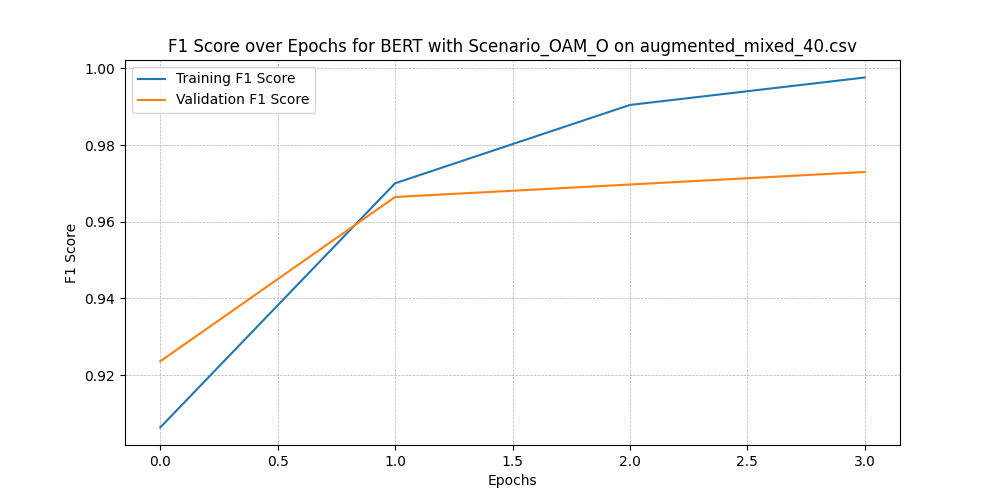 F1 Score over Epochs for BERT with Scenario_OAM_O on augmented_mixed_40.csv
Training F1 Score
Validation F1 Score
F1 Score
1.00
0.98
0.96
0.94
0.92
0.0 0.5 1.0 1.5 2.0 2.5 3.0
Epochs